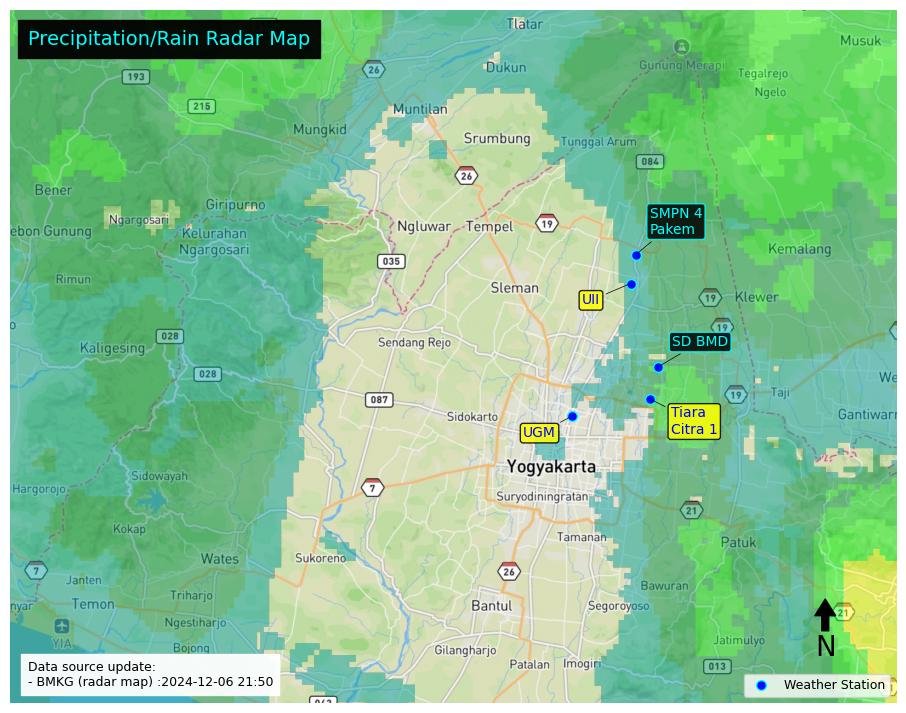 Precipitation/Rain Radar Map
Tlatar
Musuk
26
Gunung Merapi
Dukun
193
Tegalrejo
Ngelo
215
Muntilan
Mungkid
Srumbung
Tunggal Arum
084
26
Bener
Giripurno
SMPN 4
Pakem
Ngargosari
Ngluwar
Tempel
19
ebon Gunung
Kelurahan
Ngargosari
Kemalang
035
Rimun
Sleman
UII
19
Klewer
19
028
SD BMD
Kaligesing
Sendang Rejo
028
We
087
19
Taji
Sidokarto
Tiara
Citra 1
Gantiwarn
UGM
Yogyakarta
Sidowayah
Hargorojo
7
Suryodiningratan
21
Kokap
Tamanan
Patuk
Wates
Sukoreno
7
26
Janten
Bawuran
Triharjo
nyar
Temon
Bantul
Segoroyoso
21
Ngestiharjo
N
YIA
Jatimulyo
Bojong
Gilangharjo
Data source update:
- BMKG (radar map) :2024-12-06 21:50
Patalan
Imogiri
013
Weather Station